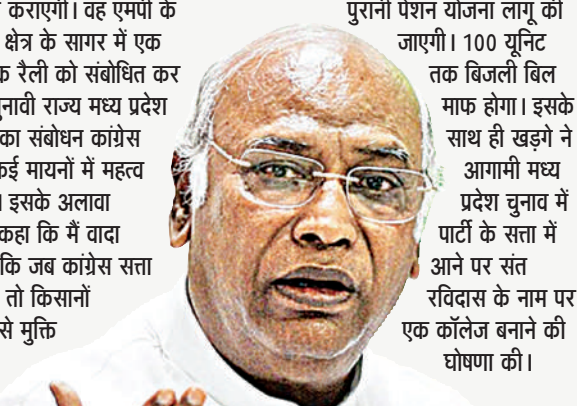 कराएगी। वह एमपी के
क्षेत्र के सागर में एक
क रैली को संबोधित कर
ुनावी राज्य मध्य प्रदेश
का संबोधन कांग्रेस
कई मायनों में महत्व
। इसके अलावा
कहा कि मैं वादा
कि जब कांग्रेस सत्ता
तो किसानों
से मुक्ति
पुरानी पेंशन योजना लागू की
जाएगी। 100 यूनिट
तक बिजली बिल
माफ होगा। इसके
साथ ही खड़गे ने
आगामी मध्य
प्रदेश चुनाव में
पार्टी के सत्ता में
आने पर संत
रविदास के नाम पर
एक कॉलेज बनाने की
घोषणा की।